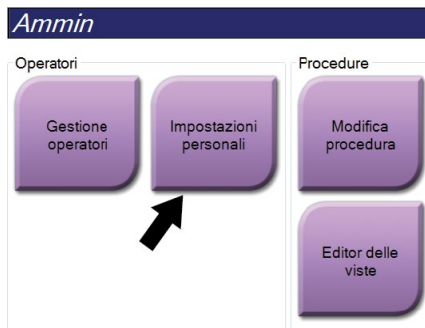 Ammin
Operatori
Procedure
Gestione
operatori
Impostazioni
personali
Modifica
procedura
Editor delle
viste